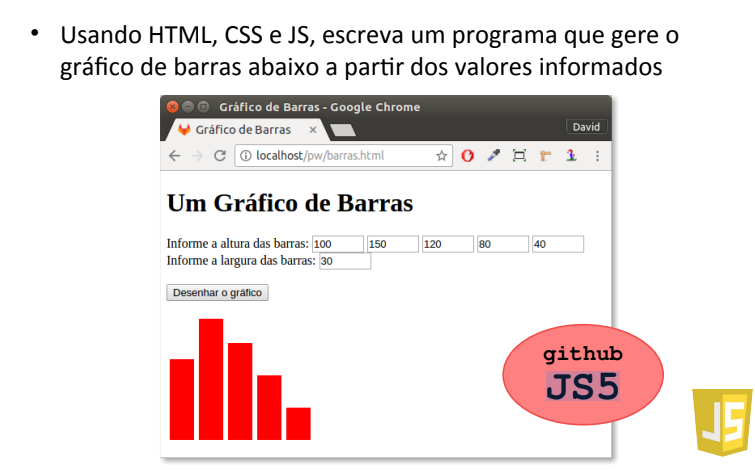 • Usando HTML, CSS e JS, escreva um programa que gere o
gráfico de barras abaixo a partir dos valores informados
Gráfico de Barras - Google Chrome
Gráfico de Barras ×
David
localhost/pw/barras.html
Um Gráfico de Barras
Informe a altura das barras: 100 150 120 80 40
Informe a largura das barras: 30
Desenhar o gráfico
github
JS5
JS